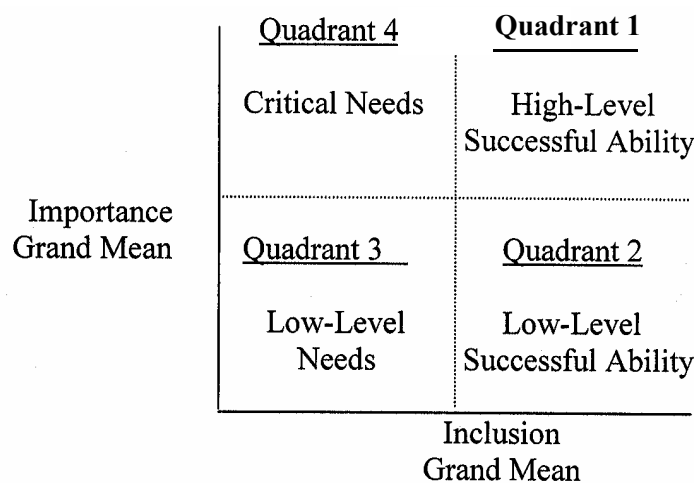 Quadrant 4
Quadrant 1
Critical Needs
High-Level
Successful Ability
Importance
Grand Mean
Quadrant 3
Quadrant 2
Low-Level
Needs
Low-Level
Successful Ability
Inclusion
Grand Mean